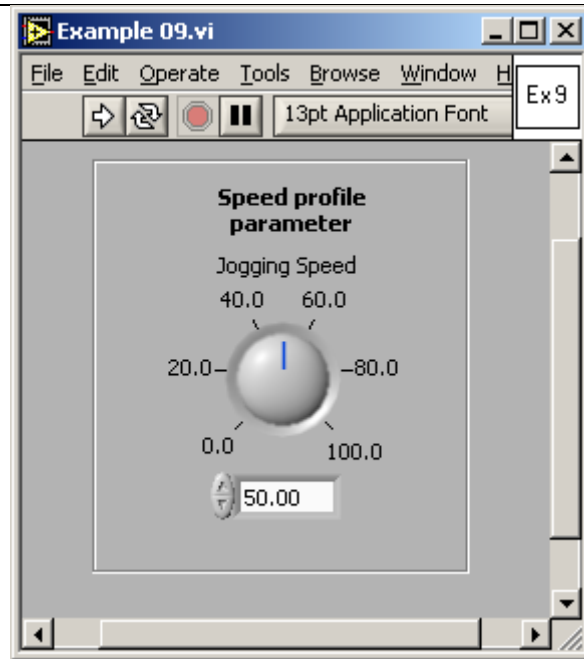 Example 09.vi
File Edit Operate Tools Browse Window H
13pt Application Font
Ex9
Speed profile
parameter
Jogging Speed
40.0 60.0
20.0 80.0
0.0 100.0
50.00